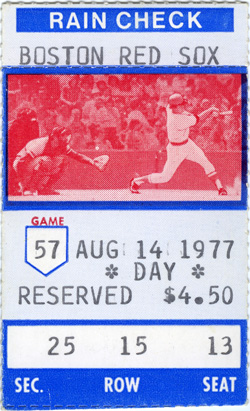 RAIN CHECK
BOSTON RED SOX
GAME
57 AUG 14 1977
* DAY *
RESERVED $4.50
25 15 13
SEC. ROW SEAT